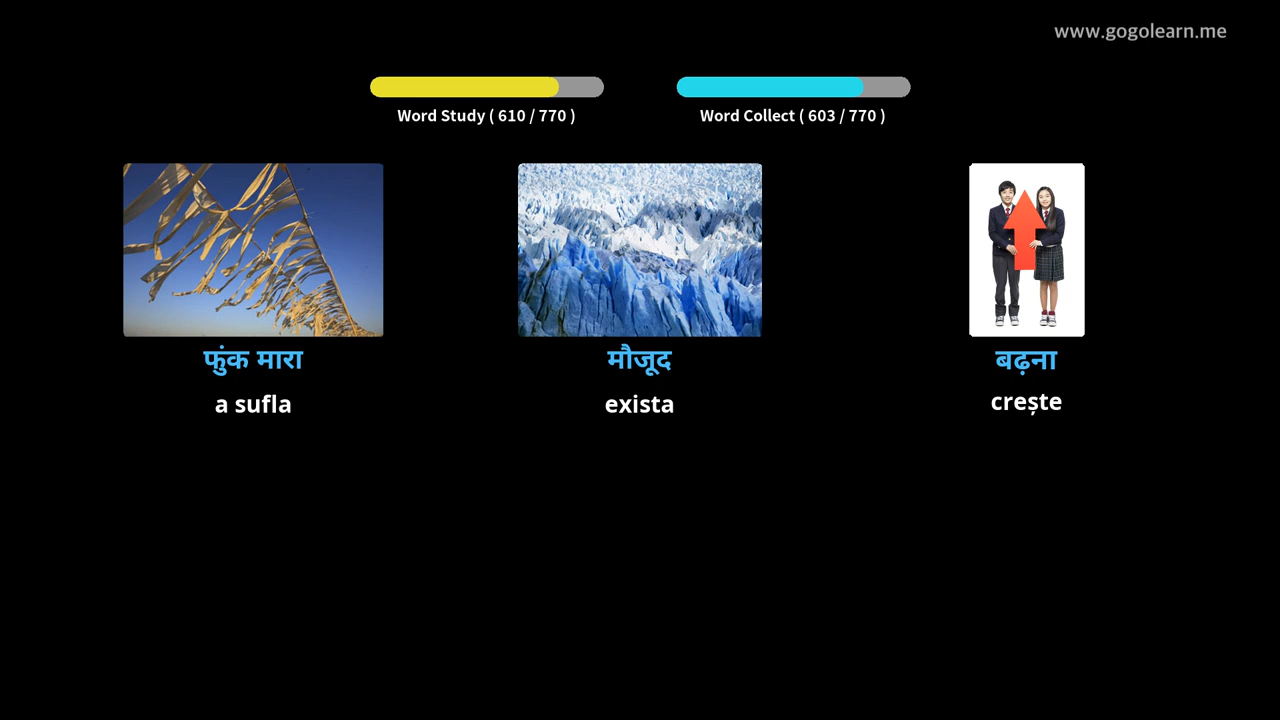 www.gogolearn.me
Word Study ( 610 / 770 )
Word Collect ( 603 / 770 )
फुंक मारा
मौजूद
बढ़ना
a sufla
exista
crește